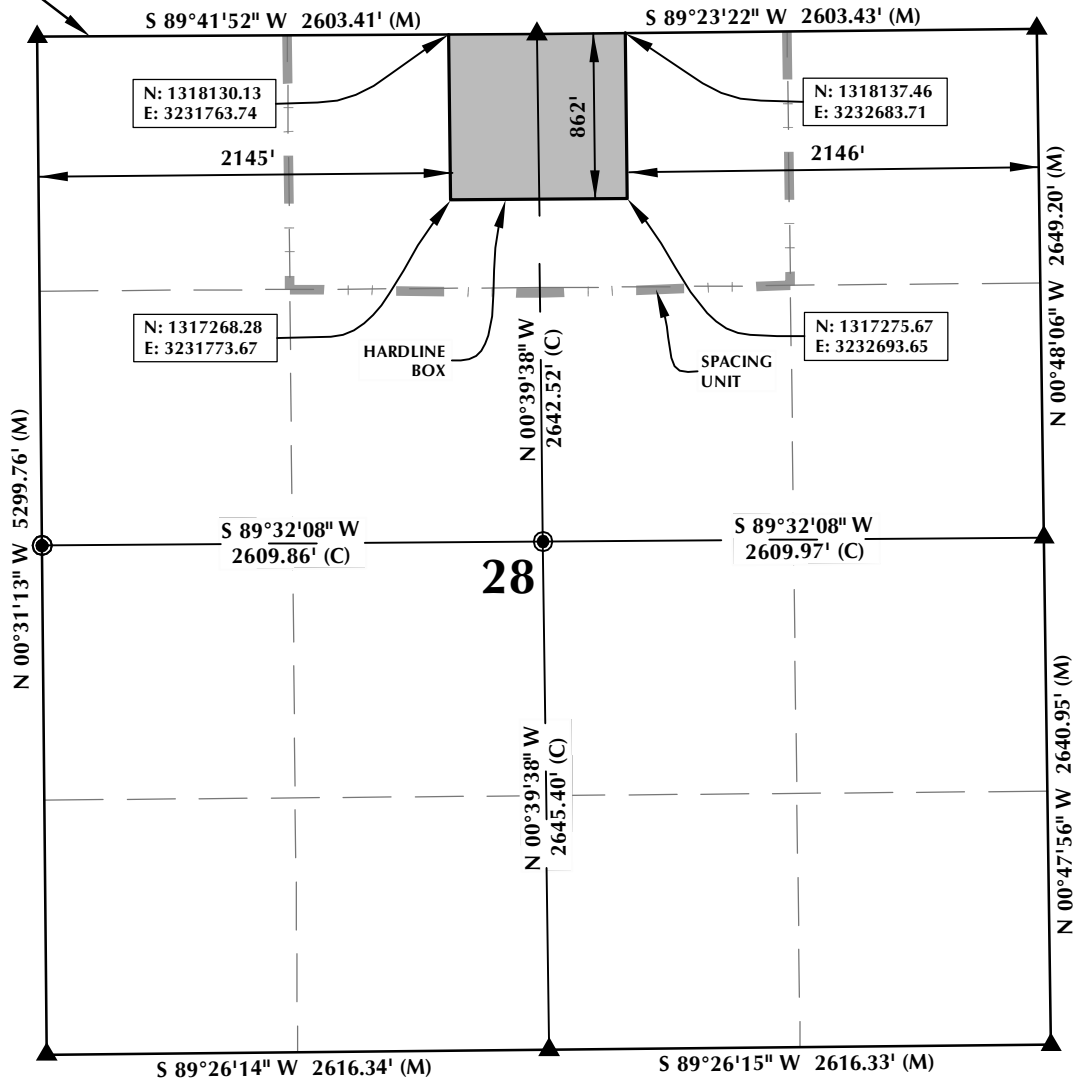 S 89°41'52" W 2603.41' (M)
S 89°23'22" W 2603.43' (M)
N: 1318130.13
E: 3231763.74
N: 1318137.46
E: 3232683.71
862'
2145'
2146'
N 00°48'06" W 2649.20' (M)
N: 1317268.28
E: 3231773.67
HARDLINE
BOX
N 00°39'38" W
2642.52' (C)
SPACING
UNIT
N: 1317275.67
E: 3232693.65
N 00°31'13" W 5299.76' (M)
S 89°32'08" W
2609.86' (C)
S 89°32'08" W
2609.97' (C)
28
N 00°39'38" W
2645.40' (C)
N 00°47'56" W 2640.95' (M)
S 89°26'14" W 2616.34' (M)
S 89°26'15" W 2616.33' (M)